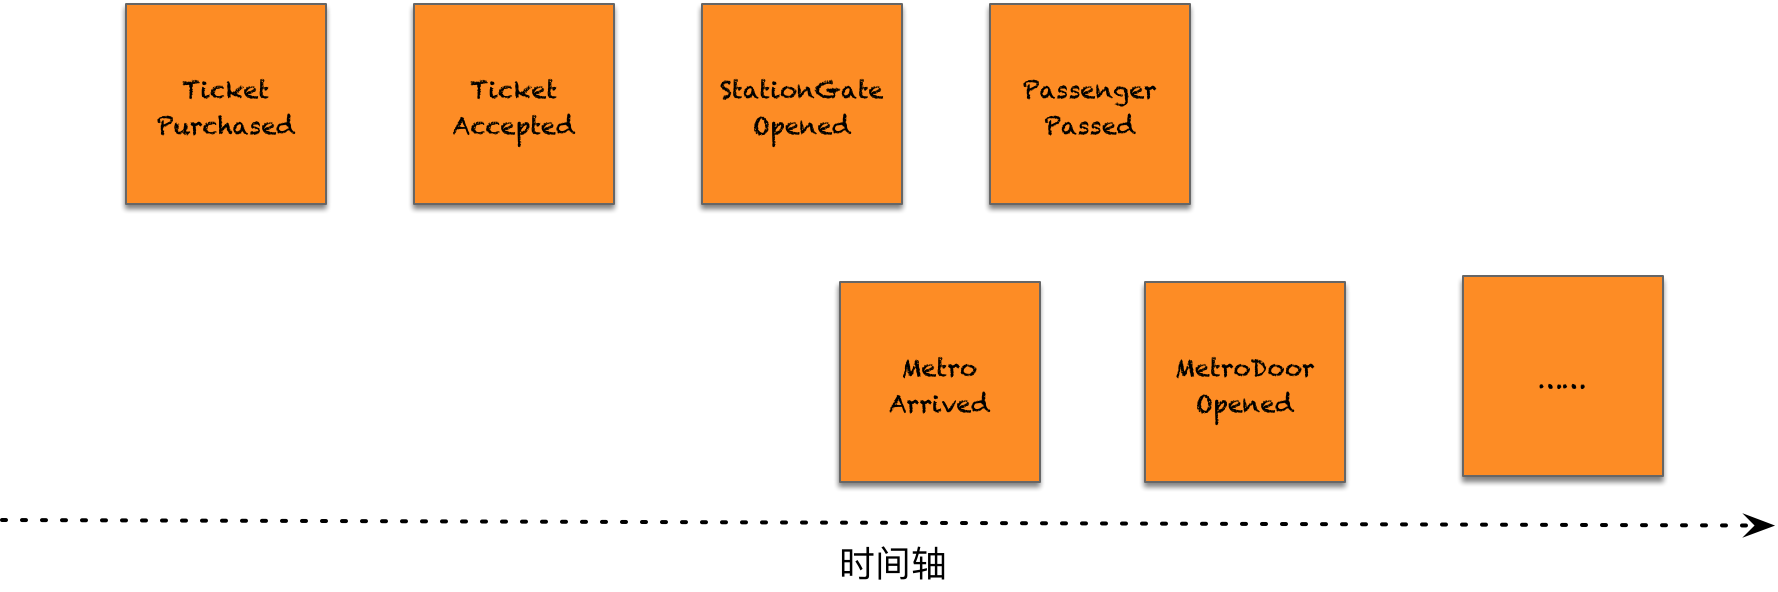 Ticket
Purchased
Ticket
Accepted
StationGate
Opened
Passenger
Passed
Metro
Arrived
MetroDoor
Opened
……
时间轴